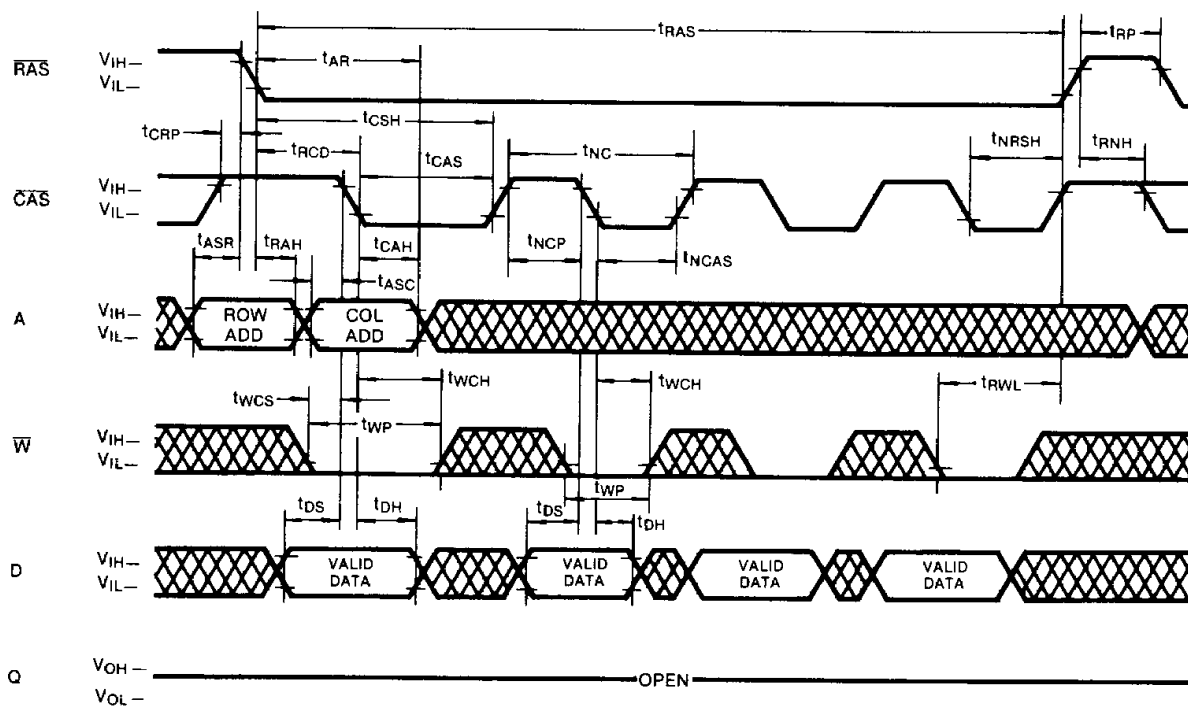 tRAS
tRP
RAS
VIH
VIL
tAR
tCRP
tCSH
tRCD
tCAS
tNC
tNRSH
tRNH
CAS
VIH
VIL
tASR
tRAH
tCAH
tASC
tNCP
tNCAS
A
VIH
VIL
ROW ADD
COL ADD
tWCS
tWCH
tWP
tWCH
tRWL
W
VIH
VIL
tWP
tDS
tDH
tDS
tDH
D
VIH
VIL
VALID DATA
VALID DATA
VALID DATA
VALID DATA
Q
VOH
VOL
OPEN